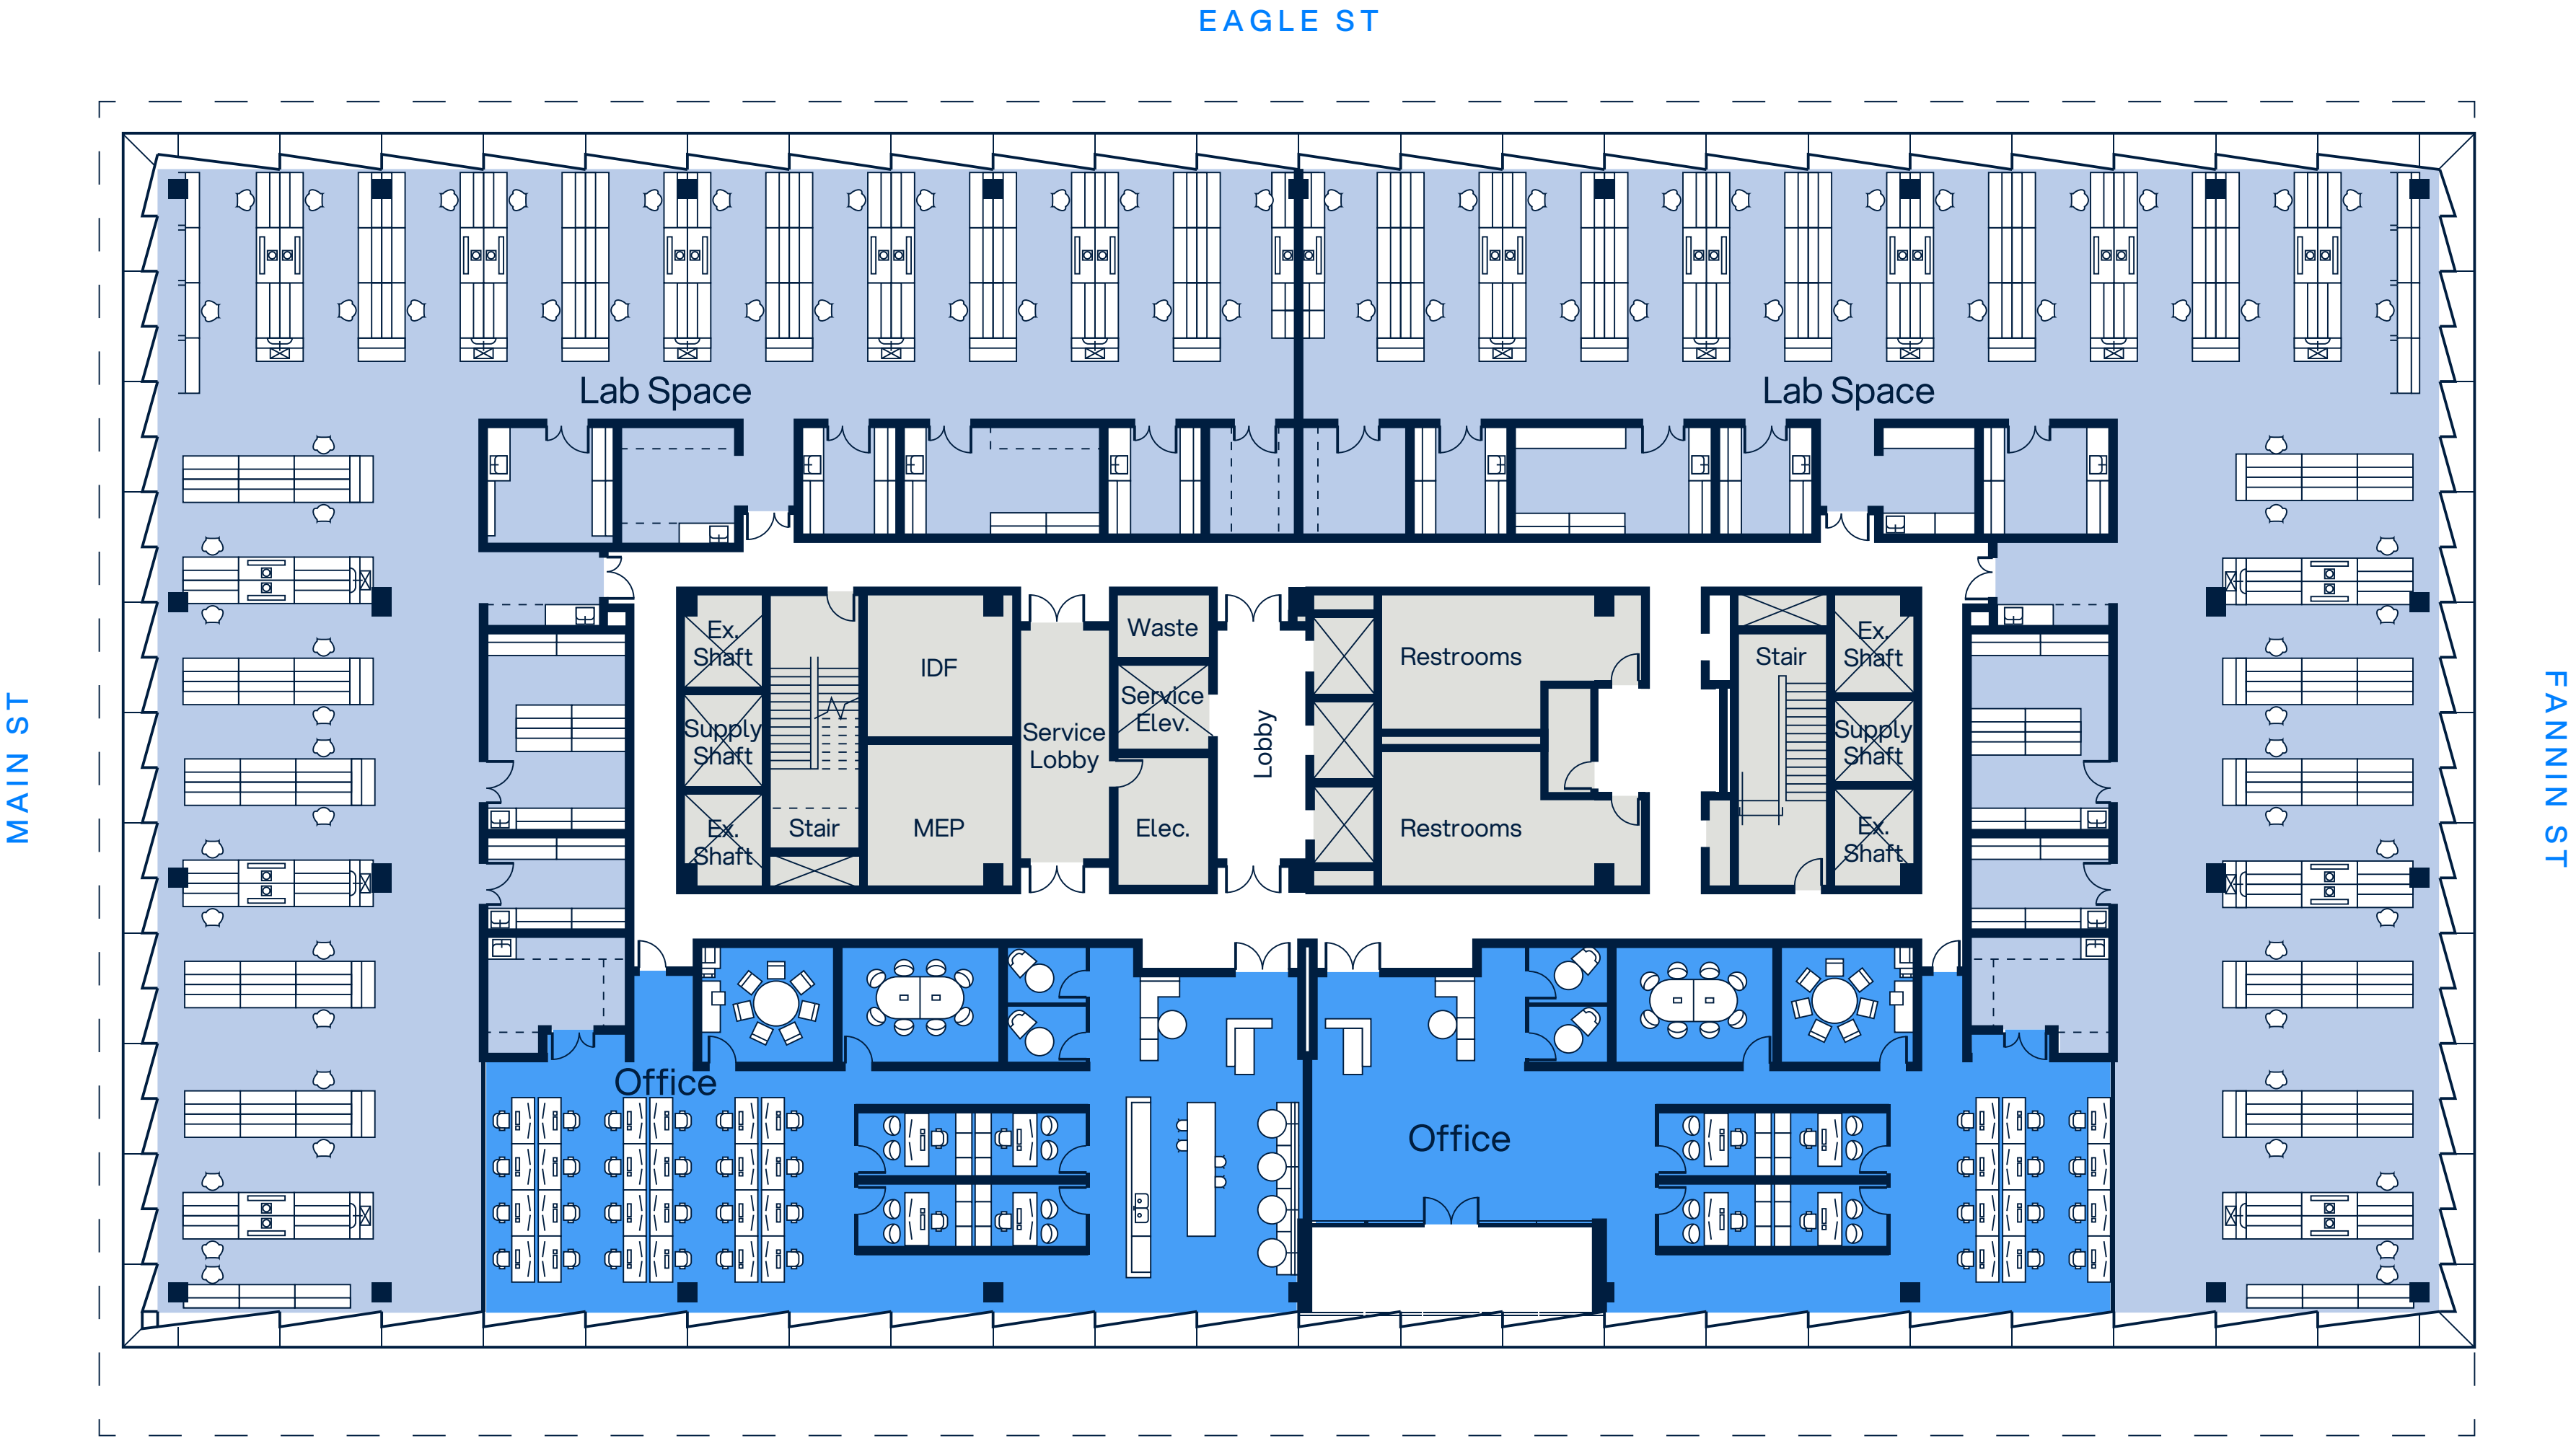 EAGLE ST
Lab Space
Lab Space
MAIN ST
FANNIN ST
Ex.
Shaft
Supply
Shaft
Ex.
Shaft
Stair
IDF
MEP
Service
Lobby
Waste
Service
Elev.
Elec.
Lobby
Restrooms
Restrooms
Stair
Ex.
Shaft
Supply
Shaft
Ex.
Shaft
Office
Office